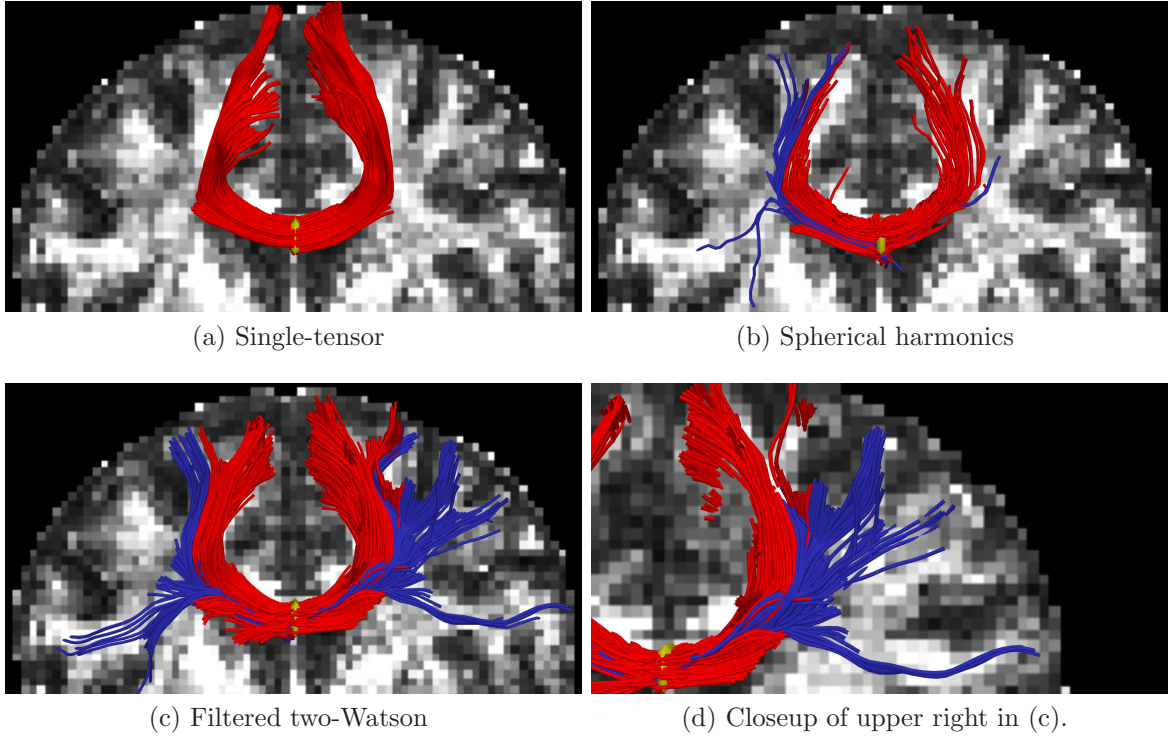 (a) Single-tensor
(b) Spherical harmonics
(c) Filtered two-Watson
(d) Closeup of upper right in (c).